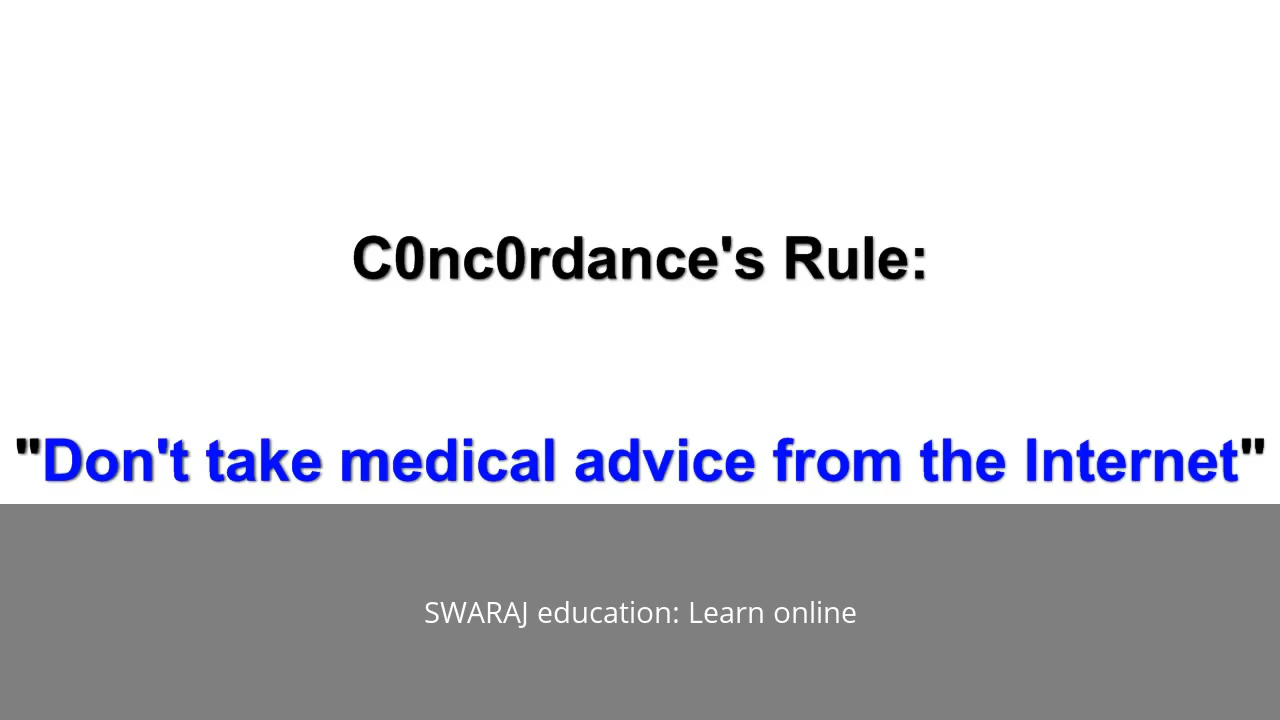 C0nc0rdance's Rule:
"Don't take medical advice from the Internet"
SWARAJ education: Learn online